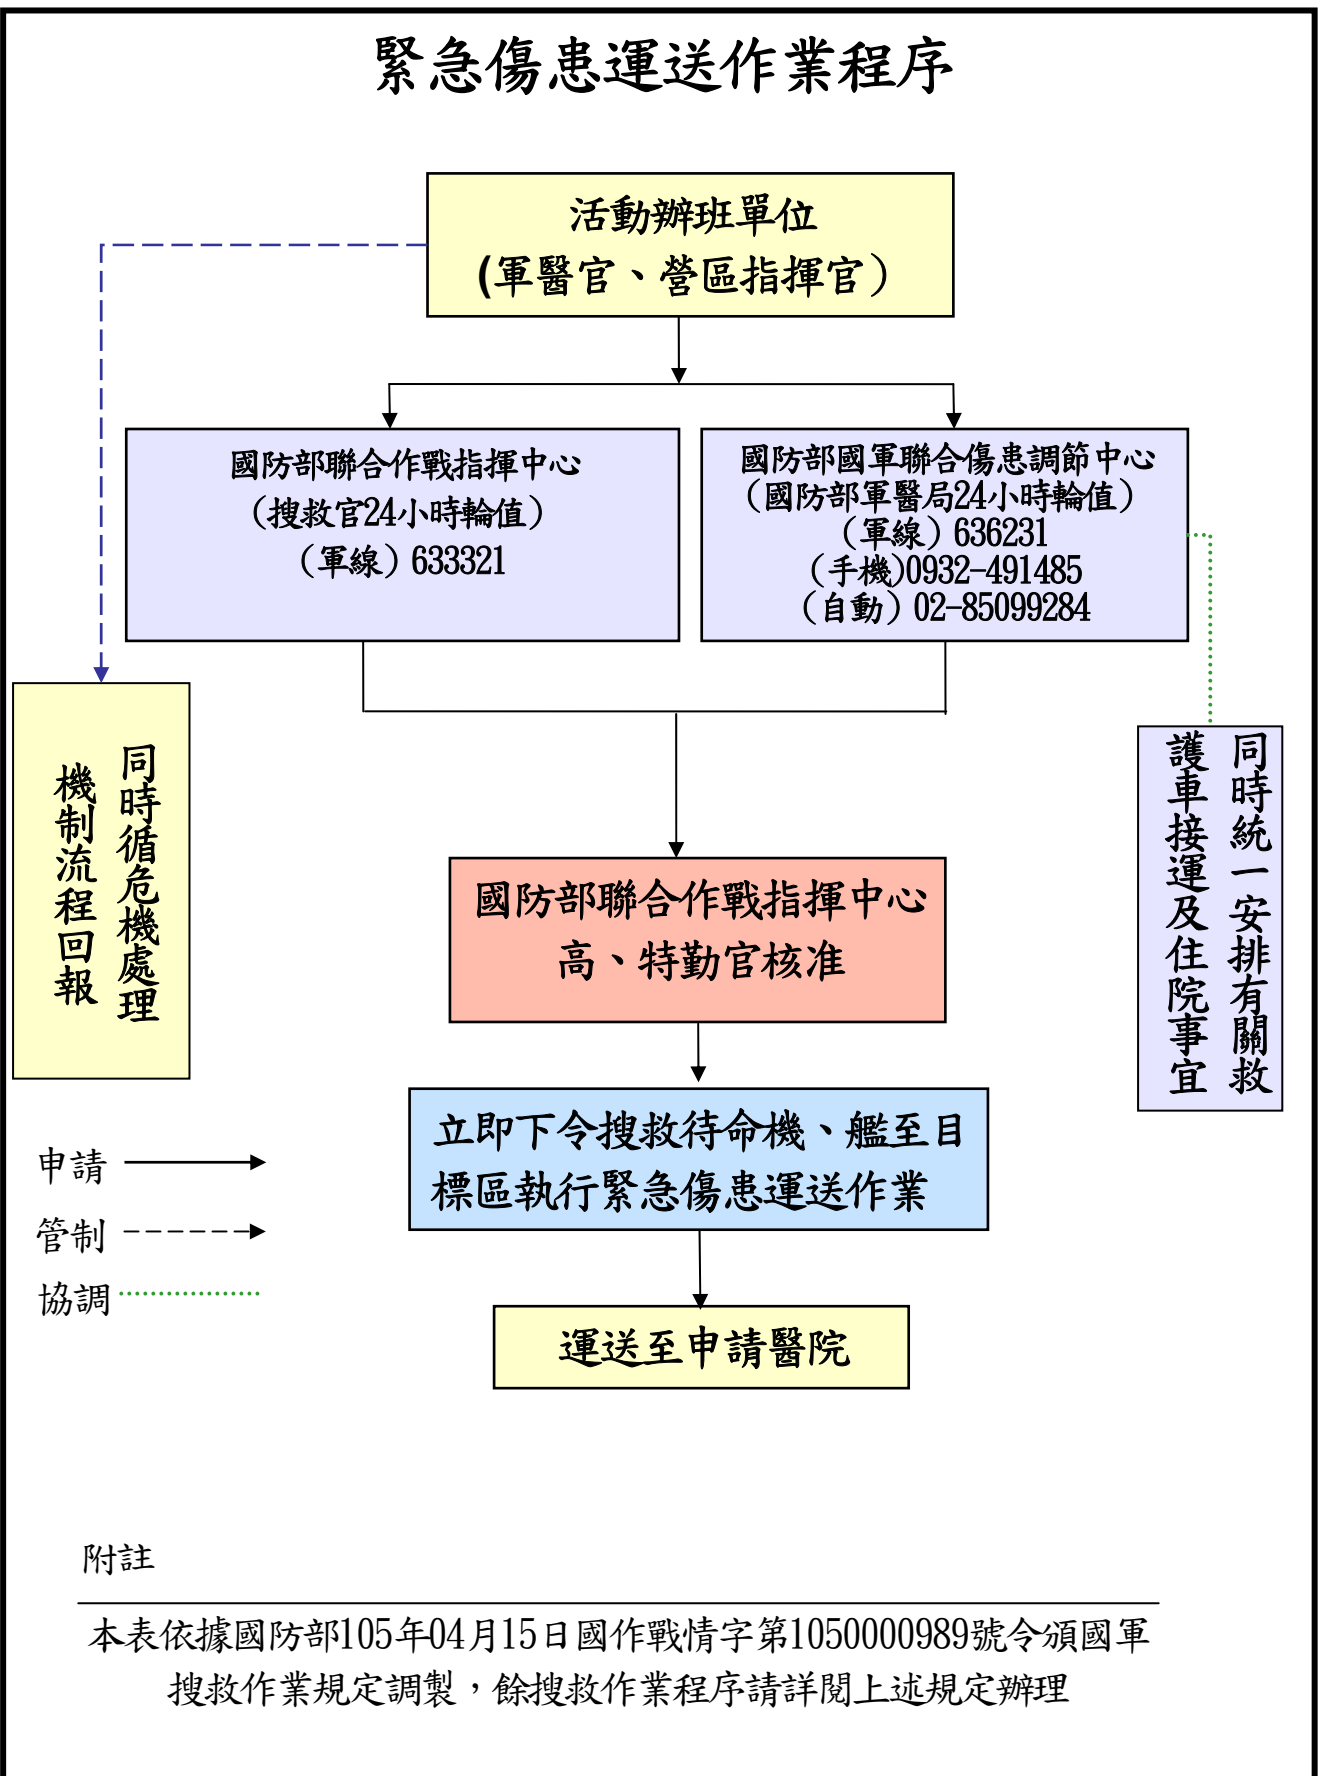 緊急傷患運送作業程序
活動辦班單位
(軍醫官、營區指揮官）
國防部聯合作戰指揮中心
（搜救官24小時輪值）
（軍線）633321
國防部國軍聯合傷患調節中心
（國防部軍醫局24小時輪值）
（軍線）636231
（手機)0932-491485
（自動）02-85099284
同時循危機處理
機制流程回報
同時統一安排有關救
護車接運及住院事宜
國防部聯合作戰指揮中心
高、特勤官核准
立即下令搜救待命機、艦至目
標區執行緊急傷患運送作業
運送至申請醫院
申請
管制
協調
附註
本表依據國防部105年04月15日國作戰情字第1050000989號令頒國軍
搜救作業規定調製，餘搜救作業程序請詳閱上述規定辦理